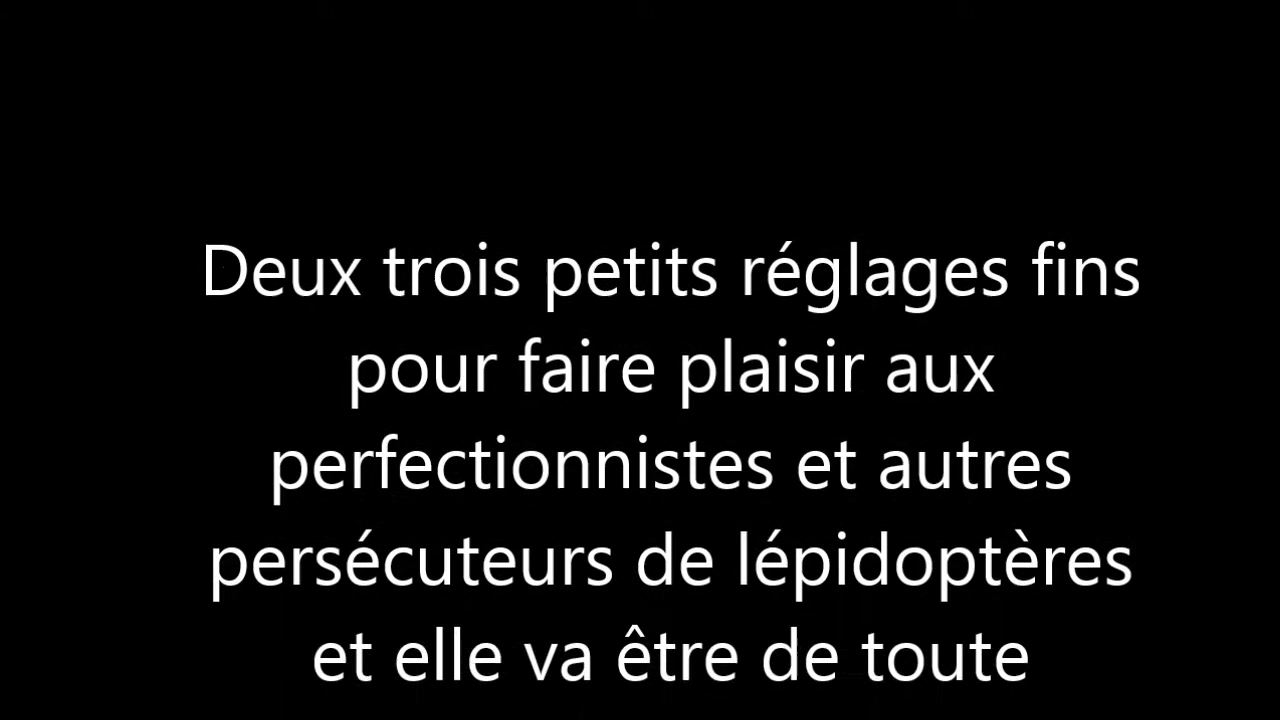 Deux trois petits réglages fins
pour faire plaisir aux
perfectionnistes et autres
persécuteurs de lépidoptères
et elle va être de toute